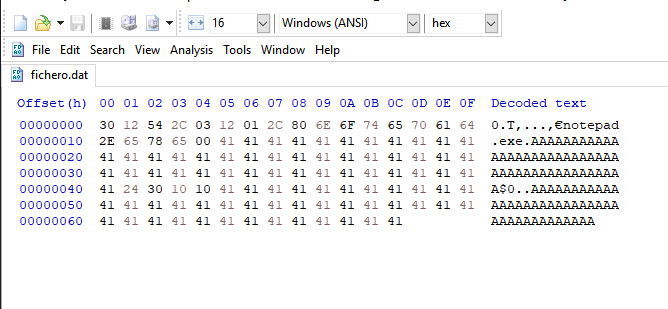 16 Windows (ANSI) hex
File Edit Search View Analysis Tools Window Help
fichero.dat
Offset(h) 00 01 02 03 04 05 06 07 08 09 0A 0B 0C 0D 0E 0F Decoded text
00000000 30 12 54 2C 03 12 01 2C 80 6E 6F 74 65 70 61 64 0.T,...,€notepad
00000010 2E 65 78 65 00 41 41 41 41 41 41 41 41 41 41 41 .exe.AAAAAAAAAAA
00000020 41 41 41 41 41 41 41 41 41 41 41 41 41 41 41 41 AAAAAAAAAAAAAAAA
00000030 41 41 41 41 41 41 41 41 41 41 41 41 41 41 41 41 AAAAAAAAAAAAAAAA
00000040 41 24 30 10 10 41 41 41 41 41 41 41 41 41 41 41 A$0..AAAAAAAAAAA
00000050 41 41 41 41 41 41 41 41 41 41 41 41 41 41 41 41 AAAAAAAAAAAAAAAA
00000060 41 41 41 41 41 41 41 41 41 41 41 41 41 AAAAAAAAAAAAA